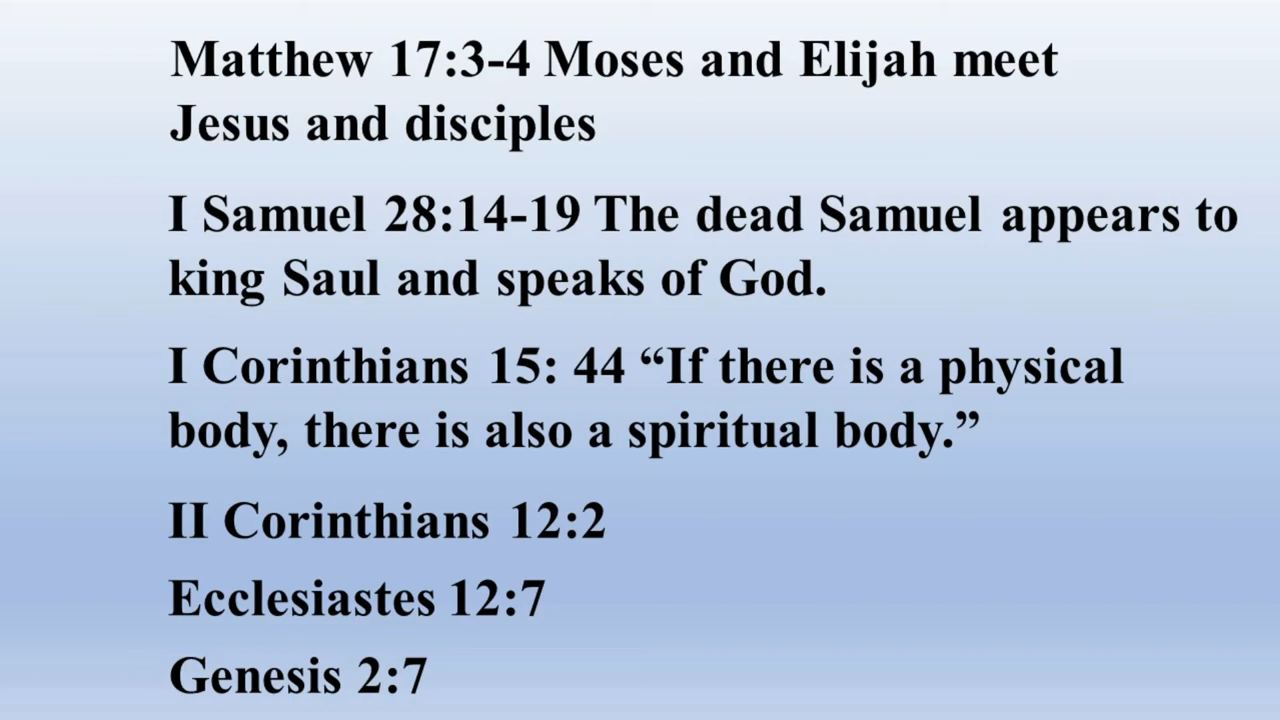 Matthew 17:3-4 Moses and Elijah meet
Jesus and disciples
I Samuel 28:14-19 The dead Samuel appears to
king Saul and speaks of God.
I Corinthians 15: 44 “If there is a physical
body, there is also a spiritual body.”
II Corinthians 12:2
Ecclesiastes 12:7
Genesis 2:7